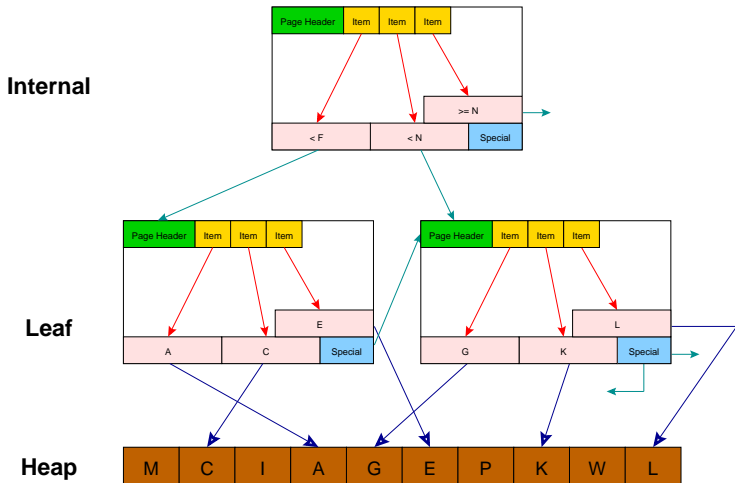 Page Header Item Item Item
Internal
>= N
< F < N Special
Page Header Item Item Item Page Header Item Item Item
E L
Leaf
A C Special G K Special
Heap M C I A G E P K W L